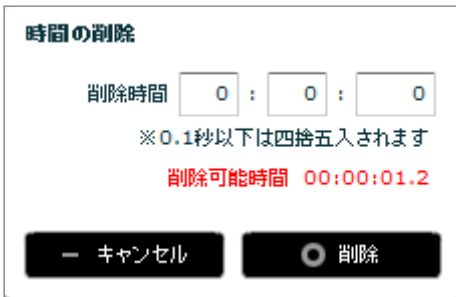 時間の削除
削除時間 0 : 0 : 0
※0.1秒以下は四捨五入されます
削除可能時間 00:00:01.2
キャンセル 削除